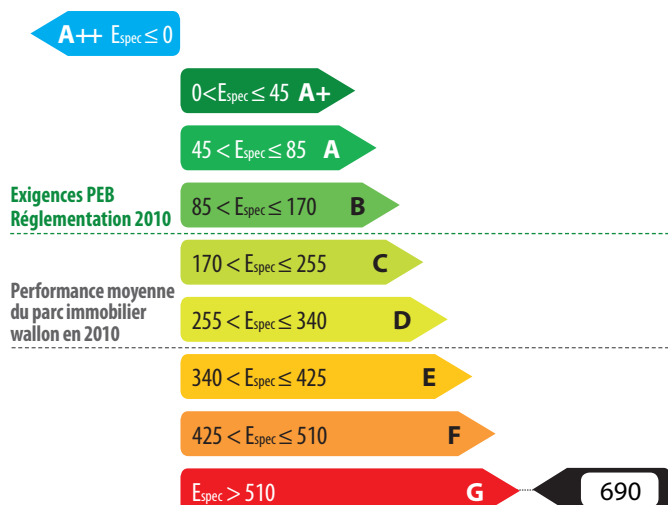 A++ Espec ≤ 0
0<Espec ≤ 45 A+
45 < Espec ≤ 85 A
Exigences PEB
Réglementation 2010
85 < Espec ≤ 170 B
170 < Espec ≤ 255 C
Performance moyenne
du parc immobilier
wallon en 2010
255 < Espec ≤ 340 D
340 < Espec ≤ 425 E
425 < Espec ≤ 510 F
Espec > 510 G 690